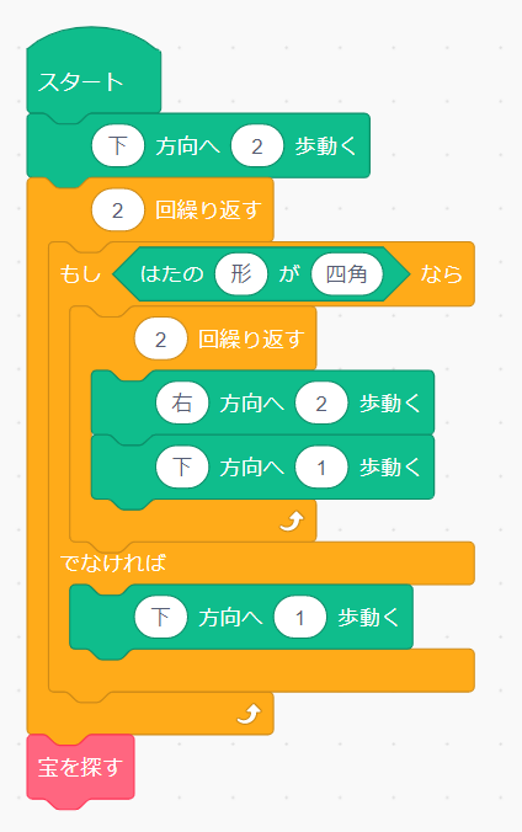 スタート
下 方向へ 2 歩動く
2 回繰り返す
もし はたの 形 が 四角 なら
2 回繰り返す
右 方向へ 2 歩動く
下 方向へ 1 歩動く
でなければ
下 方向へ 1 歩動く
宝を探す